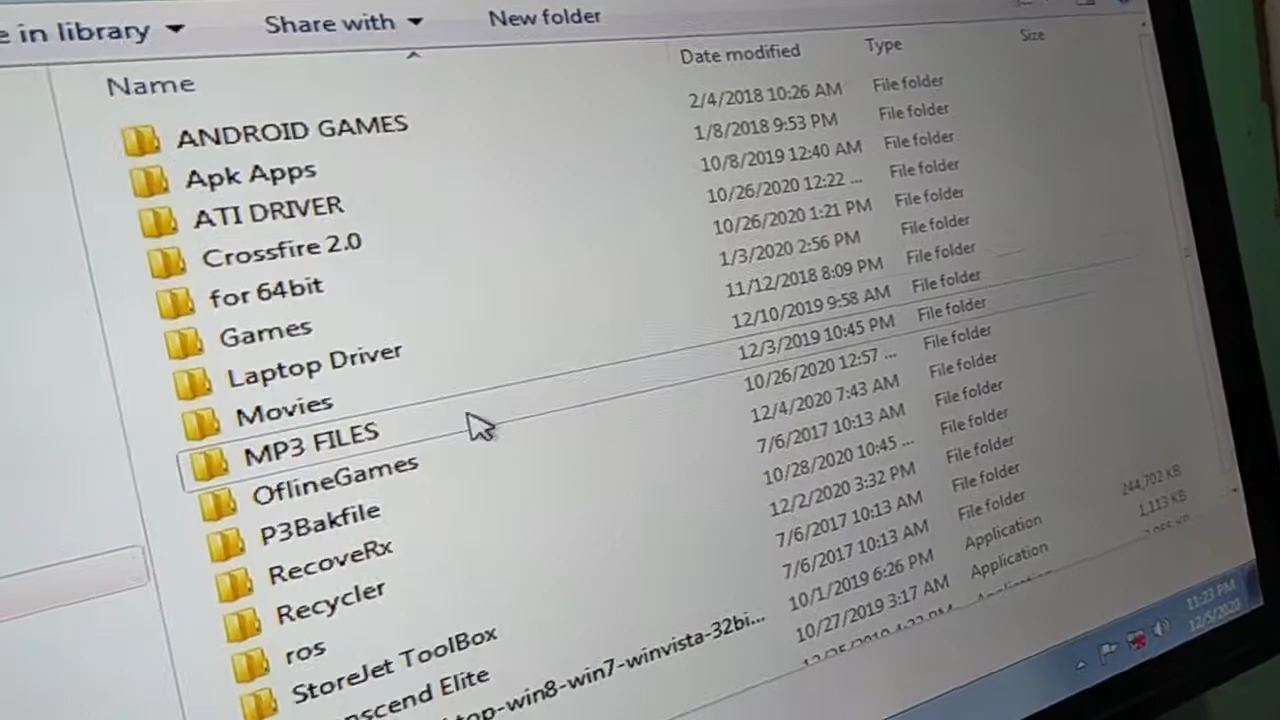 e in library Share with New folder
Name Date modified Type Size
ANDROID GAMES 2/4/2018 10:26 AM File folder
Apk Apps 1/8/2018 9:53 PM File folder
ATI DRIVER 10/8/2019 12:40 AM File folder
Crossfire 2.0 10/26/2020 12:22 ... File folder
for 64bit 10/26/2020 1:21 PM File folder
Games 1/3/2020 2:56 PM File folder
Laptop Driver 11/12/2018 8:09 PM File folder
Movies 12/10/2019 9:58 AM File folder
MP3 FILES 12/3/2019 10:45 PM File folder
OflineGames 10/26/2020 12:57 ... File folder
P3Bakfile 12/4/2020 7:43 AM File folder
RecoveRx 7/6/2017 10:13 AM File folder
Recycler 10/28/2020 10:45 ... File folder
ros 12/2/2020 3:32 PM File folder
StoreJet ToolBox 7/6/2017 10:13 AM File folder
nscend Elite 7/6/2017 10:13 AM File folder
top-win8-win7-winvista-32bi... 10/1/2019 6:26 PM Application 244,702 KB
10/27/2019 3:17 AM Application 1,113 KB
11:23 PM
12/5/2020